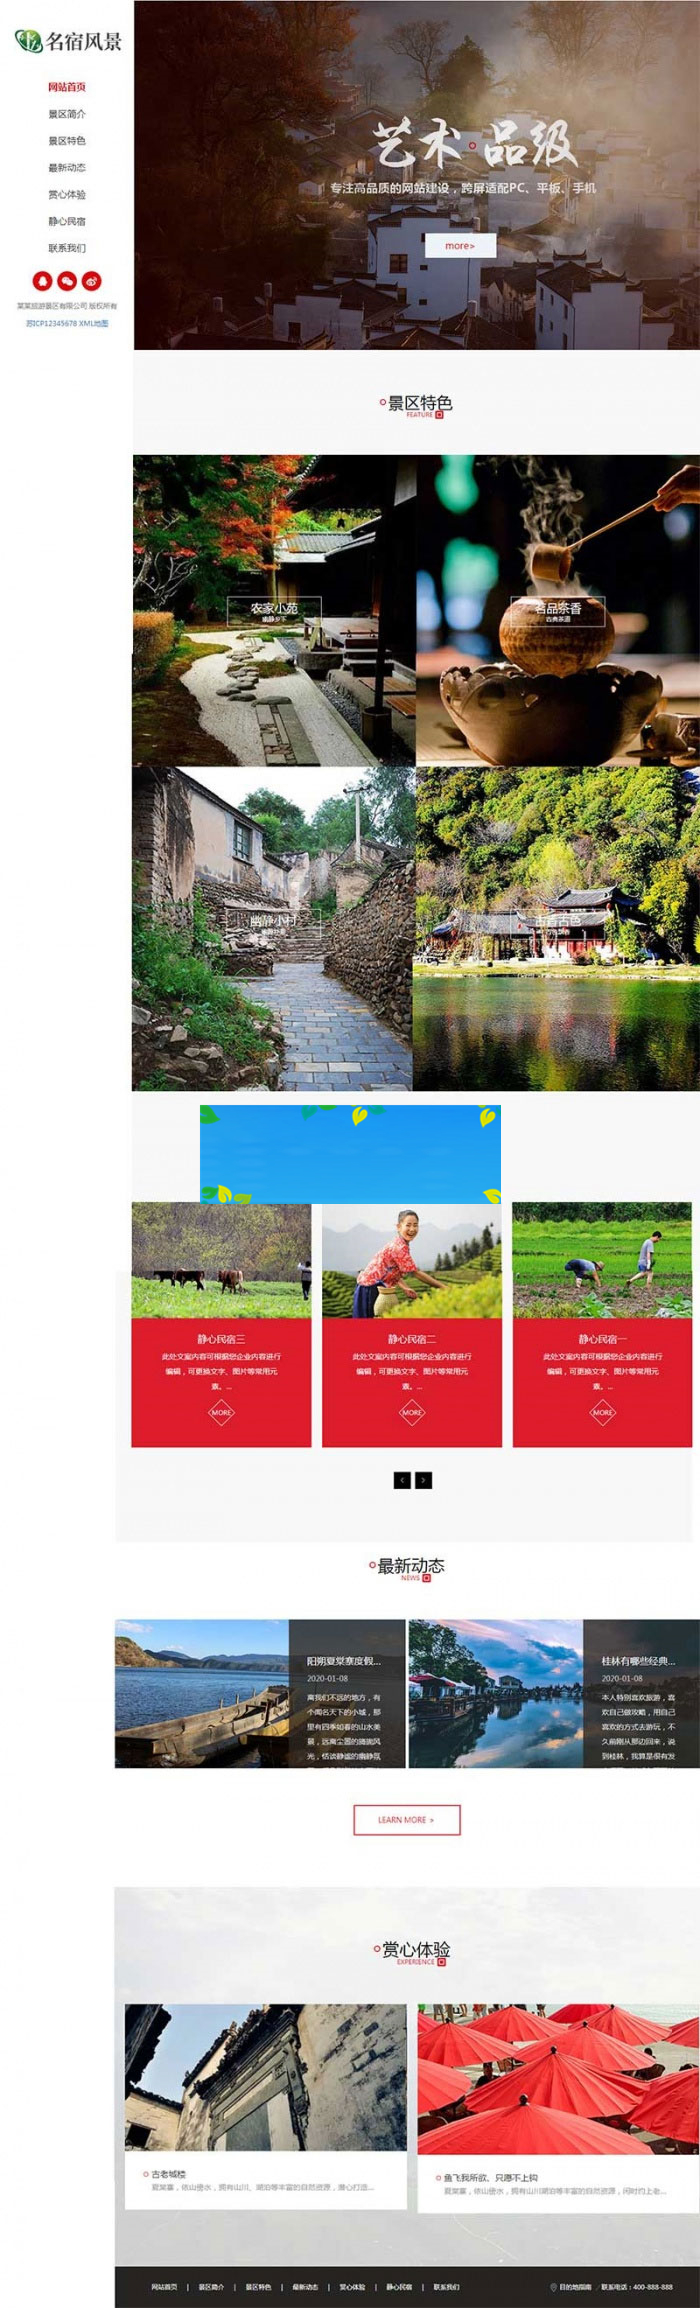 名宿风景
网站首页
景区简介
景区特色
最新动态
赏心体验
静心民宿
联系我们
某某旅游景区有限公司 版权所有
苏ICP12345678 XML地图
艺术·品级
专注高品质的网站建设，跨屏适配PC、平板、手机
more>
景区特色
FEATURE
农家小苑
幽静乡下
名品茶香
古典茶道
幽静小村
古香古色
静心民宿三
此处文案内容可根据您企业内容进行
编辑，可更换文字、图片等常用元
素。...
MORE
静心民宿二
此处文案内容可根据您企业内容进行
编辑，可更换文字、图片等常用元
素。...
MORE
静心民宿一
此处文案内容可根据您企业内容进行
编辑，可更换文字、图片等常用元
素。...
MORE
最新动态
NEWS
阳朔夏棠寨度假...
2020-01-08
离我们不远的地方，有
个闻名天下的小城，那
里有四季如春的山水美
景，远离尘嚣的旖旎风
光，恬谈静谧的幽静氛
桂林有哪些经典...
2020-01-08
本人特别喜欢旅游，喜
欢自己做攻略，用自己
喜欢的方式去游玩，不
久前刚从那边回来，说
到桂林，我算是很有发
LEARN MORE >
赏心体验
EXPERIENCE
古老城楼
夏棠寨，依山傍水，拥有山川、湖泊等丰富的自然资源，潜心打造...
鱼飞我所欲、只愿不上钩
夏棠寨，依山傍水，拥有山川湖泊等丰富的自然资源，闲时约上老...
网站首页 | 景区简介 | 景区特色 | 最新动态 | 赏心体验 | 静心民宿 | 联系我们
目的地指南 / 联系电话：400-888-888